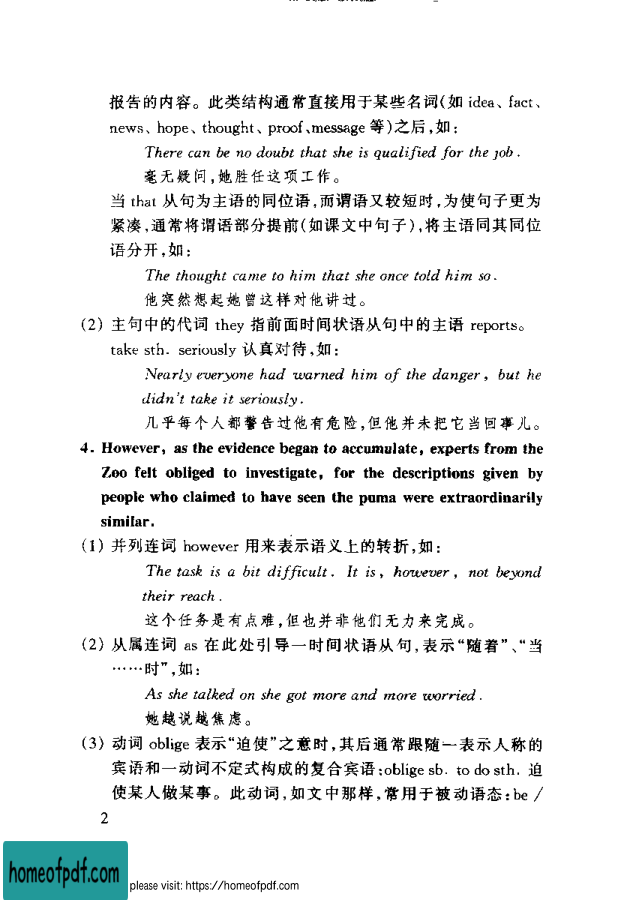 报告的内容。此类结构通常直接用于某些名词(如 idea、fact、
news、hope、thought、proof、message 等)之后,如:
There can be no doubt that she is qualified for the job.
毫无疑问,她胜任这项工作。
当 that 从句为主语的同位语,而谓语又较短时,为使句子更为
紧凑,通常将谓语部分提前(如课文中句子),将主语同其同位
语分开,如:
The thought came to him that she once told him so.
他突然想起她曾这样对他讲过。
(2) 主句中的代词 they 指前面时间状语从句中的主语 reports。
take sth. seriously 认真对待,如:
Nearly everyone had warned him of the danger, but he
didn't take it seriously.
几乎每个人都警告过他有危险,但他并未把它当回事儿。
4. However, as the evidence began to accumulate, experts from the
Zoo felt obliged to investigate, for the descriptions given by
people who claimed to have seen the puma were extraordinarily
similar.
(1) 并列连词 however 用来表示语义上的转折,如:
The task is a bit difficult. It is, however, not beyond
their reach.
这个任务是有点难,但也并非他们无力来完成。
(2) 从属连词 as 在此处引导一时间状语从句,表示“随着”、“当
……时”,如:
As she talked on she got more and more worried.
她越说越焦虑。
(3) 动词 oblige 表示“迫使”之意时,其后通常跟随一表示人称的
宾语和一动词不定式构成的复合宾语:oblige sb. to do sth. 迫
使某人做某事。此动词,如文中那样,常用于被动语态:be /
2
homeofpdf.com
please visit: https://homeofpdf.com